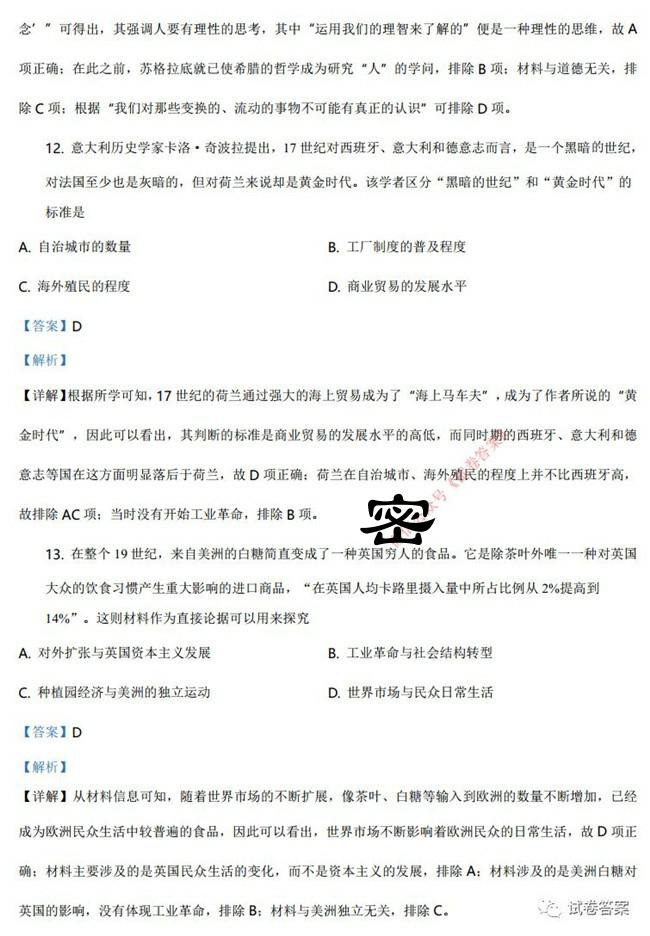 念’”可得出，其强调人要有理性的思考，其中“运用我们的理智来了解的”便是一种理性的思维，故 A
项正确；在此之前，苏格拉底就已使希腊的哲学成为研究“人”的学问，排除 B 项；材料与道德无关，排
除 C 项；根据“我们对那些变换的、流动的事物不可能有真正的认识”可排除 D 项。
12. 意大利历史学家卡洛·奇波拉提出，17 世纪对西班牙、意大利和德意志而言，是一个黑暗的世纪，
对法国至少也是灰暗的，但对荷兰来说却是黄金时代。该学者区分“黑暗的世纪”和“黄金时代”的
标准是
A. 自治城市的数量 B. 工厂制度的普及程度
C. 海外殖民的程度 D. 商业贸易的发展水平
【答案】D
【解析】
【详解】根据所学可知，17 世纪的荷兰通过强大的海上贸易成为了“海上马车夫”，成为了作者所说的“黄
金时代”，因此可以看出，其判断的标准是商业贸易的发展水平的高低，而同时期的西班牙、意大利和德
意志等国在这方面明显落后于荷兰，故 D 项正确；荷兰在自治城市、海外殖民的程度上并不比西班牙高，
故排除 AC 项；当时没有开始工业革命，排除 B 项。
密
13. 在整个 19 世纪，来自美洲的白糖简直变成了一种英国穷人的食品。它是除茶叶外唯一一种对英国
大众的饮食习惯产生重大影响的进口商品，“在英国人均卡路里摄入量中所占比例从 2%提高到
14%”。这则材料作为直接论据可以用来探究
A. 对外扩张与英国资本主义发展 B. 工业革命与社会结构转型
C. 种植园经济与美洲的独立运动 D. 世界市场与民众日常生活
【答案】D
【解析】
【详解】从材料信息可知，随着世界市场的不断扩展，像茶叶、白糖等输入到欧洲的数量不断增加，已经
成为欧洲民众生活中较普遍的食品，因此可以看出，世界市场不断影响着欧洲民众的日常生活，故 D 项正
确；材料主要涉及的是英国民众生活的变化，而不是资本主义的发展，排除 A；材料涉及的是美洲白糖对
英国的影响，没有体现工业革命，排除 B；材料与美洲独立无关，排除 C。
试卷答案